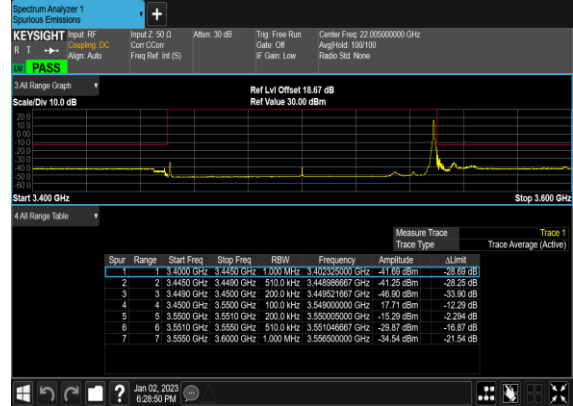 Spectrum Analyzer 1
Spurious Emissions
+
KEYSIGHT Input: RF Input Z: 50 Ω Atten: 30 dB Trig: Free Run Center Freq: 22.005000000 GHz
R T Coupling: DC Corr CCorr Gate: Off Avg|Hold: 100/100
Align: Auto Freq Ref: Int (S) IF Gain: Low Radio Std: None
PASS
3 All Range Graph Ref Lvl Offset 18.67 dB
Scale/Div 10.0 dB Ref Value 30.00 dBm
20.0
10.0
0.00
-10.0
-20.0
-30.0
-40.0
-50.0
-60.0
Start 3.400 GHz Stop 3.600 GHz
4 All Range Table
Measure Trace Trace 1
Trace Type Trace Average (Active)
Spur Range Start Freq Stop Freq RBW Frequency Amplitude ΔLimit
1 1 3.4000 GHz 3.4450 GHz 1.000 MHz 3.402325000 GHz -41.69 dBm -28.69 dB
2 2 3.4450 GHz 3.4490 GHz 510.0 kHz 3.448986667 GHz -41.25 dBm -28.25 dB
3 3 3.4490 GHz 3.4500 GHz 200.0 kHz 3.449521667 GHz -46.90 dBm -33.90 dB
4 4 3.4500 GHz 3.5500 GHz 100.0 kHz 3.549000000 GHz 17.71 dBm -12.29 dB
5 5 3.5500 GHz 3.5510 GHz 200.0 kHz 3.550005000 GHz -15.29 dBm -2.294 dB
6 6 3.5510 GHz 3.5550 GHz 510.0 kHz 3.551046667 GHz -29.87 dBm -16.87 dB
7 7 3.5550 GHz 3.6000 GHz 1.000 MHz 3.556500000 GHz -34.54 dBm -21.54 dB
? Jan 02, 2023
6:28:50 PM